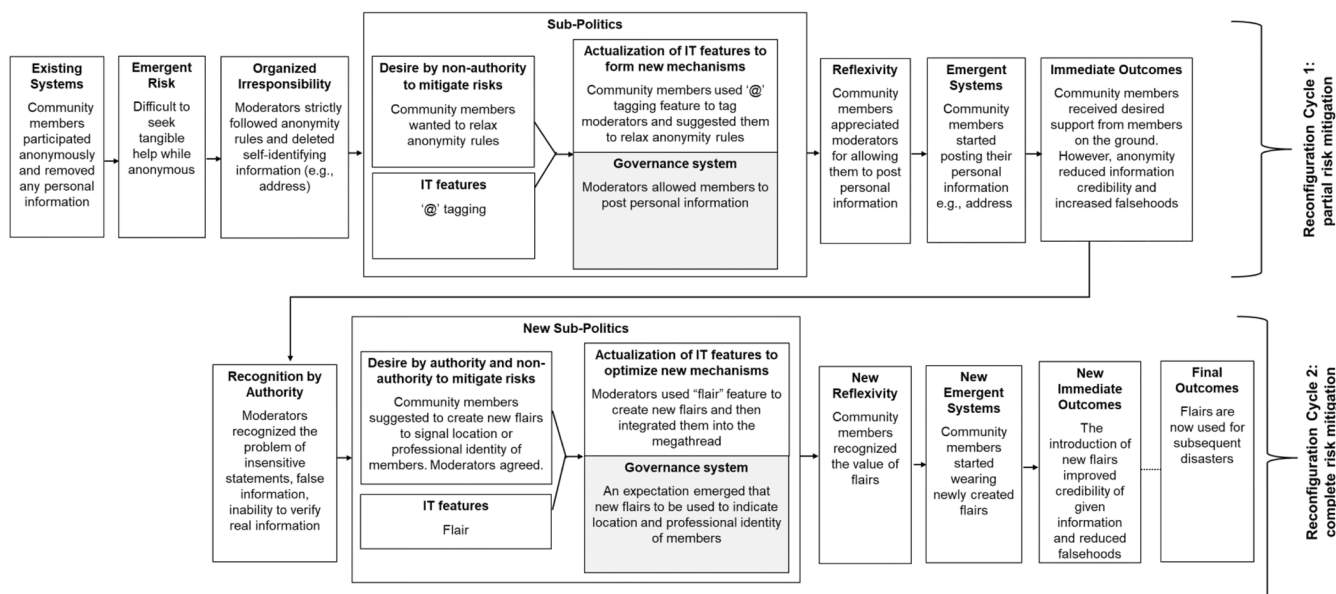 Sub-Politics
Existing
Systems
Community
members
participated
anonymously
and removed
any personal
information
Emergent
Risk
Difficult to
seek
tangible
help while
anonymous
Organized
Irresponsibility
Moderators strictly
followed anonymity
rules and deleted
self-identifying
information (e.g.,
address)
Desire by non-authority
to mitigate risks
Community members
wanted to relax
anonymity rules
IT features
‘@’ tagging
Actualization of IT features to
form new mechanisms
Community members used ‘@’
tagging feature to tag
moderators and suggested them
to relax anonymity rules
Governance system
Moderators allowed members to
post personal information
Reflexivity
Community
members
appreciated
moderators
for allowing
them to post
personal
information
Emergent
Systems
Community
members
started
posting their
personal
information
e.g., address
Immediate Outcomes
Community members
received desired
support from members
on the ground.
However, anonymity
reduced information
credibility and
increased falsehoods
Reconfiguration Cycle 1:
partial risk mitigation
New Sub-Politics
Recognition by
Authority
Moderators
recognized the
problem of
insensitive
statements, false
information,
inability to verify
real information
Desire by authority and non-
authority to mitigate risks
Community members
suggested to create new flairs
to signal location or
professional identity of
members. Moderators agreed.
IT features
Flair
Actualization of IT features to
optimize new mechanisms
Moderators used “flair” feature to
create new flairs and then
integrated them into the
megathread
Governance system
An expectation emerged that
new flairs to be used to indicate
location and professional identity
of members
New
Reflexivity
Community
members
recognized
the value of
flairs
New
Emergent
Systems
Community
members
started
wearing
newly created
flairs
New
Immediate
Outcomes
The
introduction of
new flairs
improved
credibility of
given
information
and reduced
falsehoods
Final
Outcomes
Flairs are
now used for
subsequent
disasters
Reconfiguration Cycle 2:
complete risk mitigation